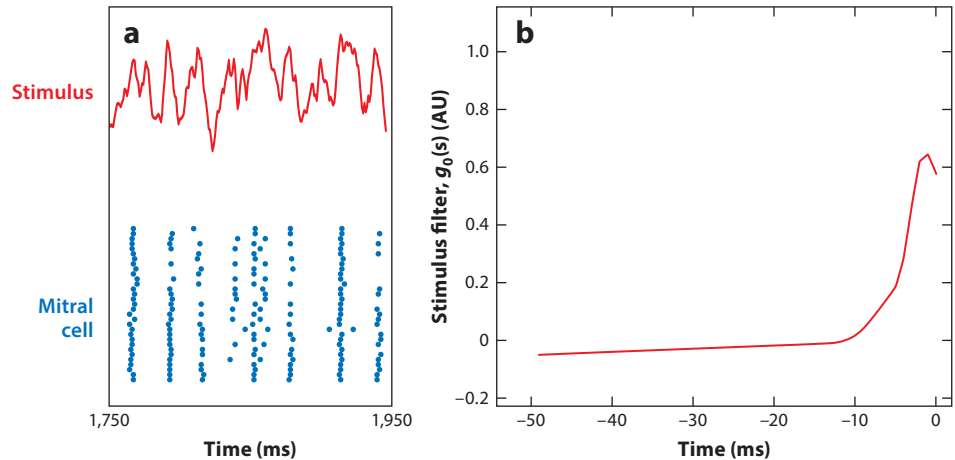 a
Stimulus
Mitral
cell
1,750
1,950
Time (ms)
b
Stimulus filter, g0(s) (AU)
1.0
0.8
0.6
0.4
0.2
0
–0.2
–50
–40
–30
–20
–10
0
Time (ms)